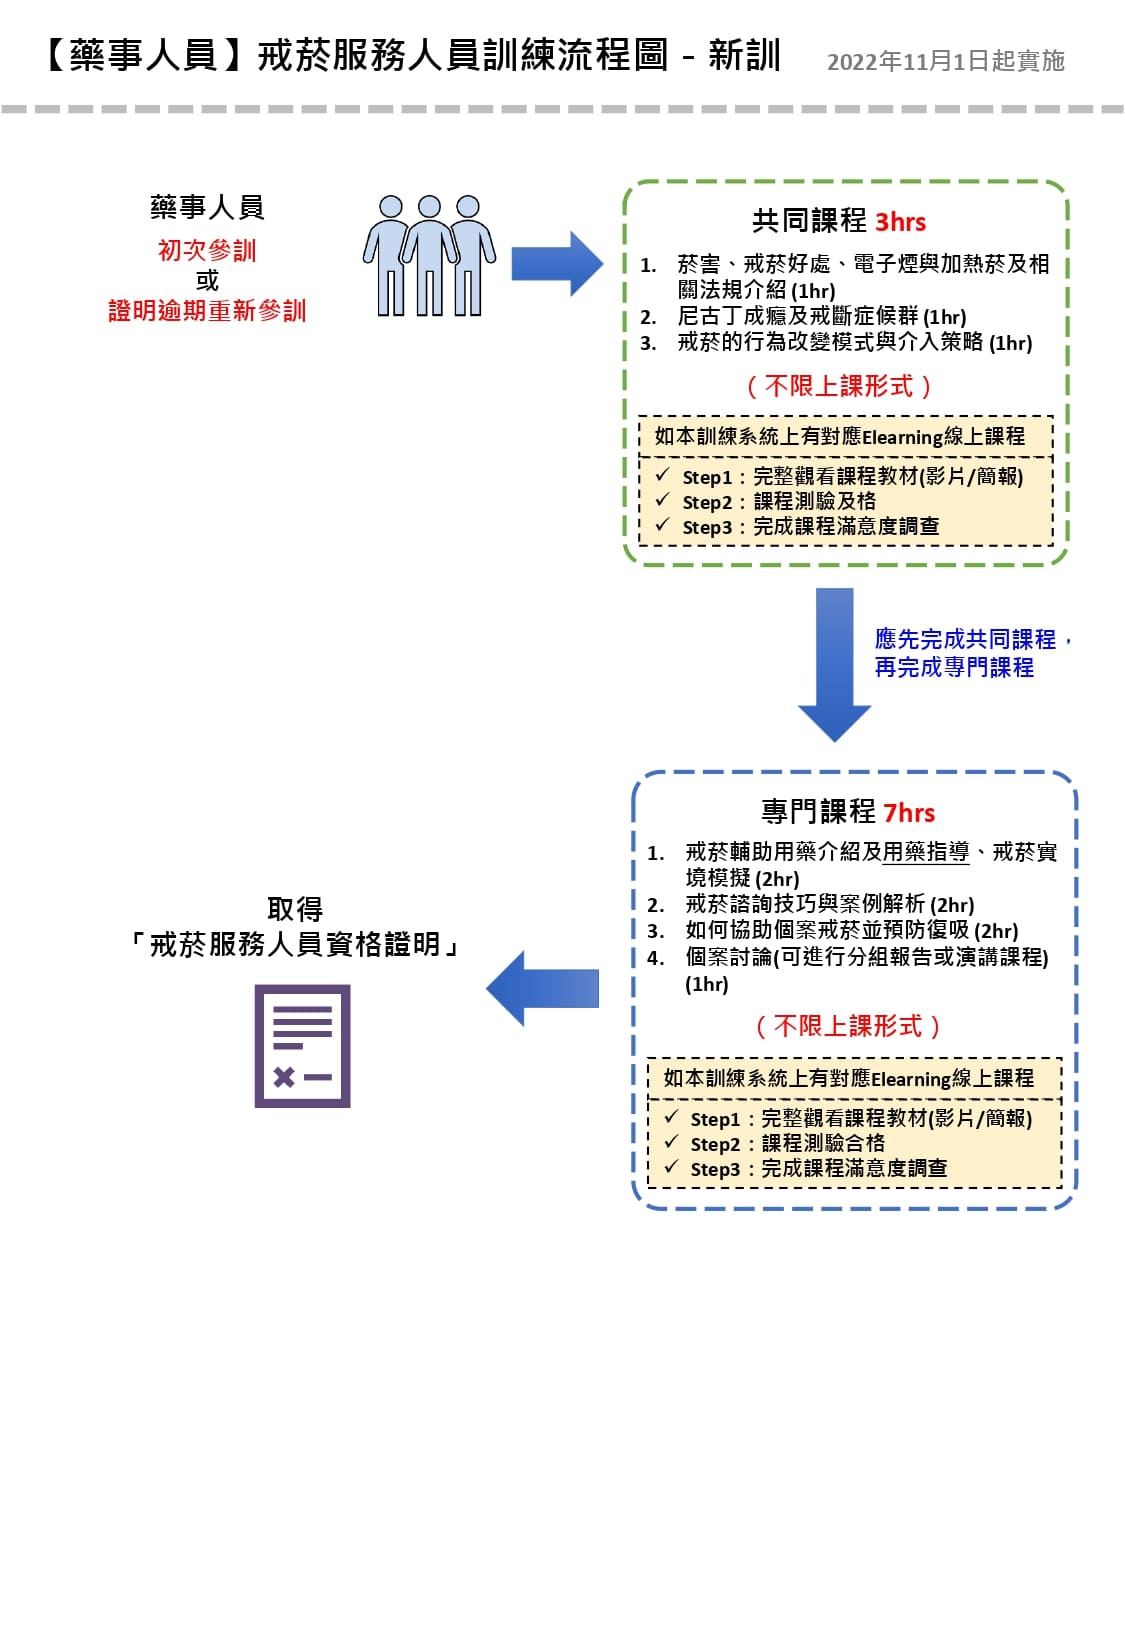 【藥事人員】戒菸服務人員訓練流程圖 - 新訓
2022年11月1日起實施
藥事人員
初次參訓
或
證明逾期重新參訓
共同課程 3hrs
1. 菸害、戒菸好處、電子煙與加熱菸及相
關法規介紹 (1hr)
2. 尼古丁成癮及戒斷症候群 (1hr)
3. 戒菸的行為改變模式與介入策略 (1hr)
（不限上課形式）
如本訓練系統上有對應Elearning線上課程
✓ Step1：完整觀看課程教材(影片/簡報)
✓ Step2：課程測驗及格
✓ Step3：完成課程滿意度調查
應先完成共同課程，
再完成專門課程
專門課程 7hrs
1. 戒菸輔助用藥介紹及用藥指導、戒菸實
境模擬 (2hr)
2. 戒菸諮詢技巧與案例解析 (2hr)
3. 如何協助個案戒菸並預防復吸 (2hr)
4. 個案討論(可進行分組報告或演講課程)
(1hr)
（不限上課形式）
如本訓練系統上有對應Elearning線上課程
✓ Step1：完整觀看課程教材(影片/簡報)
✓ Step2：課程測驗合格
✓ Step3：完成課程滿意度調查
取得
「戒菸服務人員資格證明」